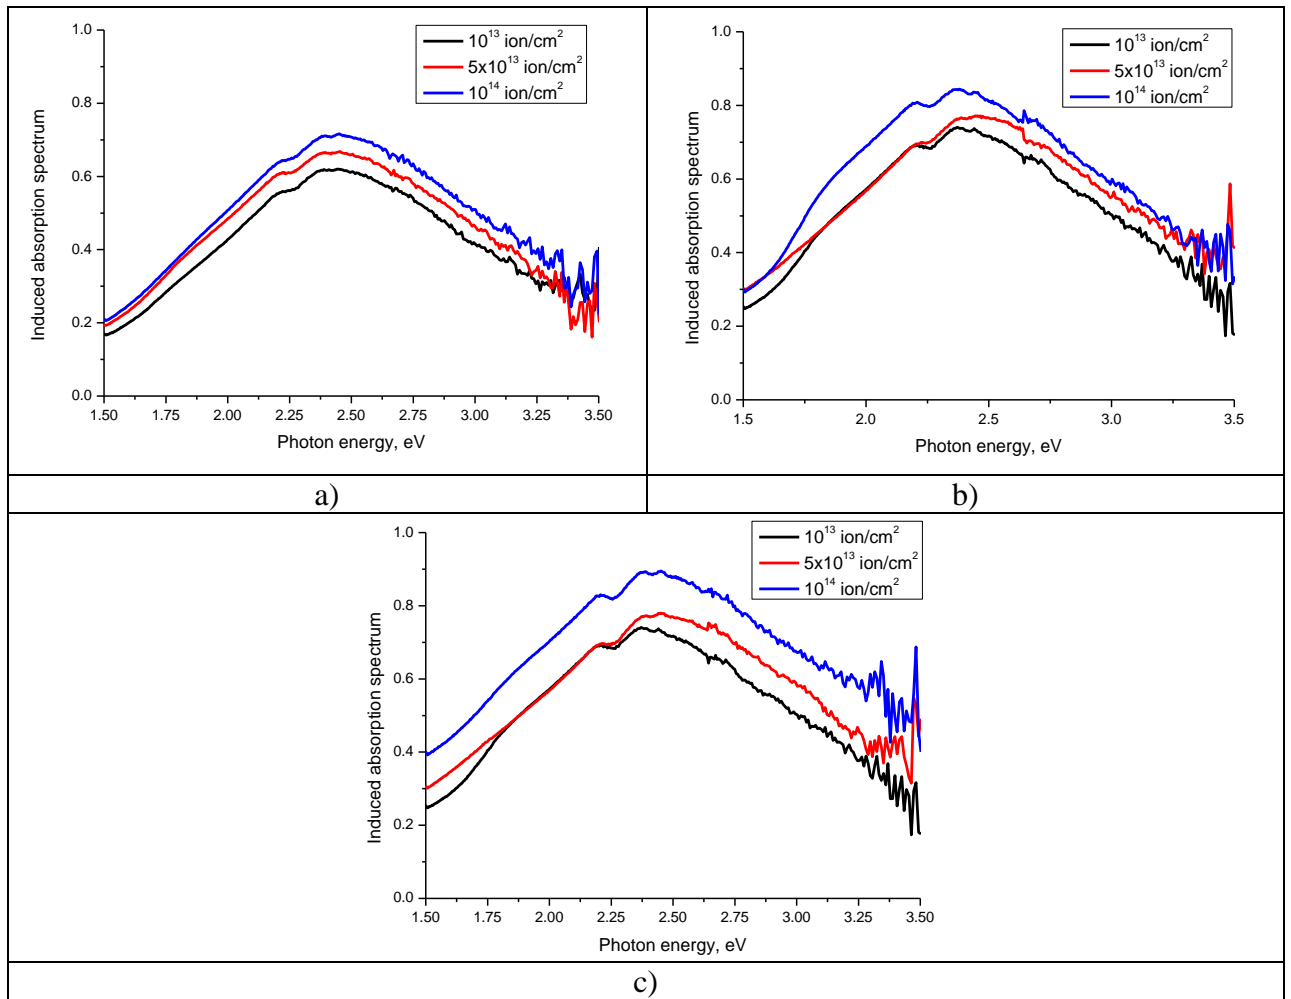 1.0
0.8
0.6
0.4
0.2
0.0
Induced absorption spectrum
10¹³ ion/cm²
5x10¹³ ion/cm²
10¹⁴ ion/cm²
1.50 1.75 2.00 2.25 2.50 2.75 3.00 3.25 3.50
Photon energy, eV
a)
1.0
0.8
0.6
0.4
0.2
0.0
Induced absorption spectrum
10¹³ ion/cm²
5x10¹³ ion/cm²
10¹⁴ ion/cm²
1.5 2.0 2.5 3.0 3.5
Photon energy, eV
b)
1.0
0.8
0.6
0.4
0.2
0.0
Induced absorption spectrum
10¹³ ion/cm²
5x10¹³ ion/cm²
10¹⁴ ion/cm²
1.50 1.75 2.00 2.25 2.50 2.75 3.00 3.25 3.50
Photon energy, eV
c)